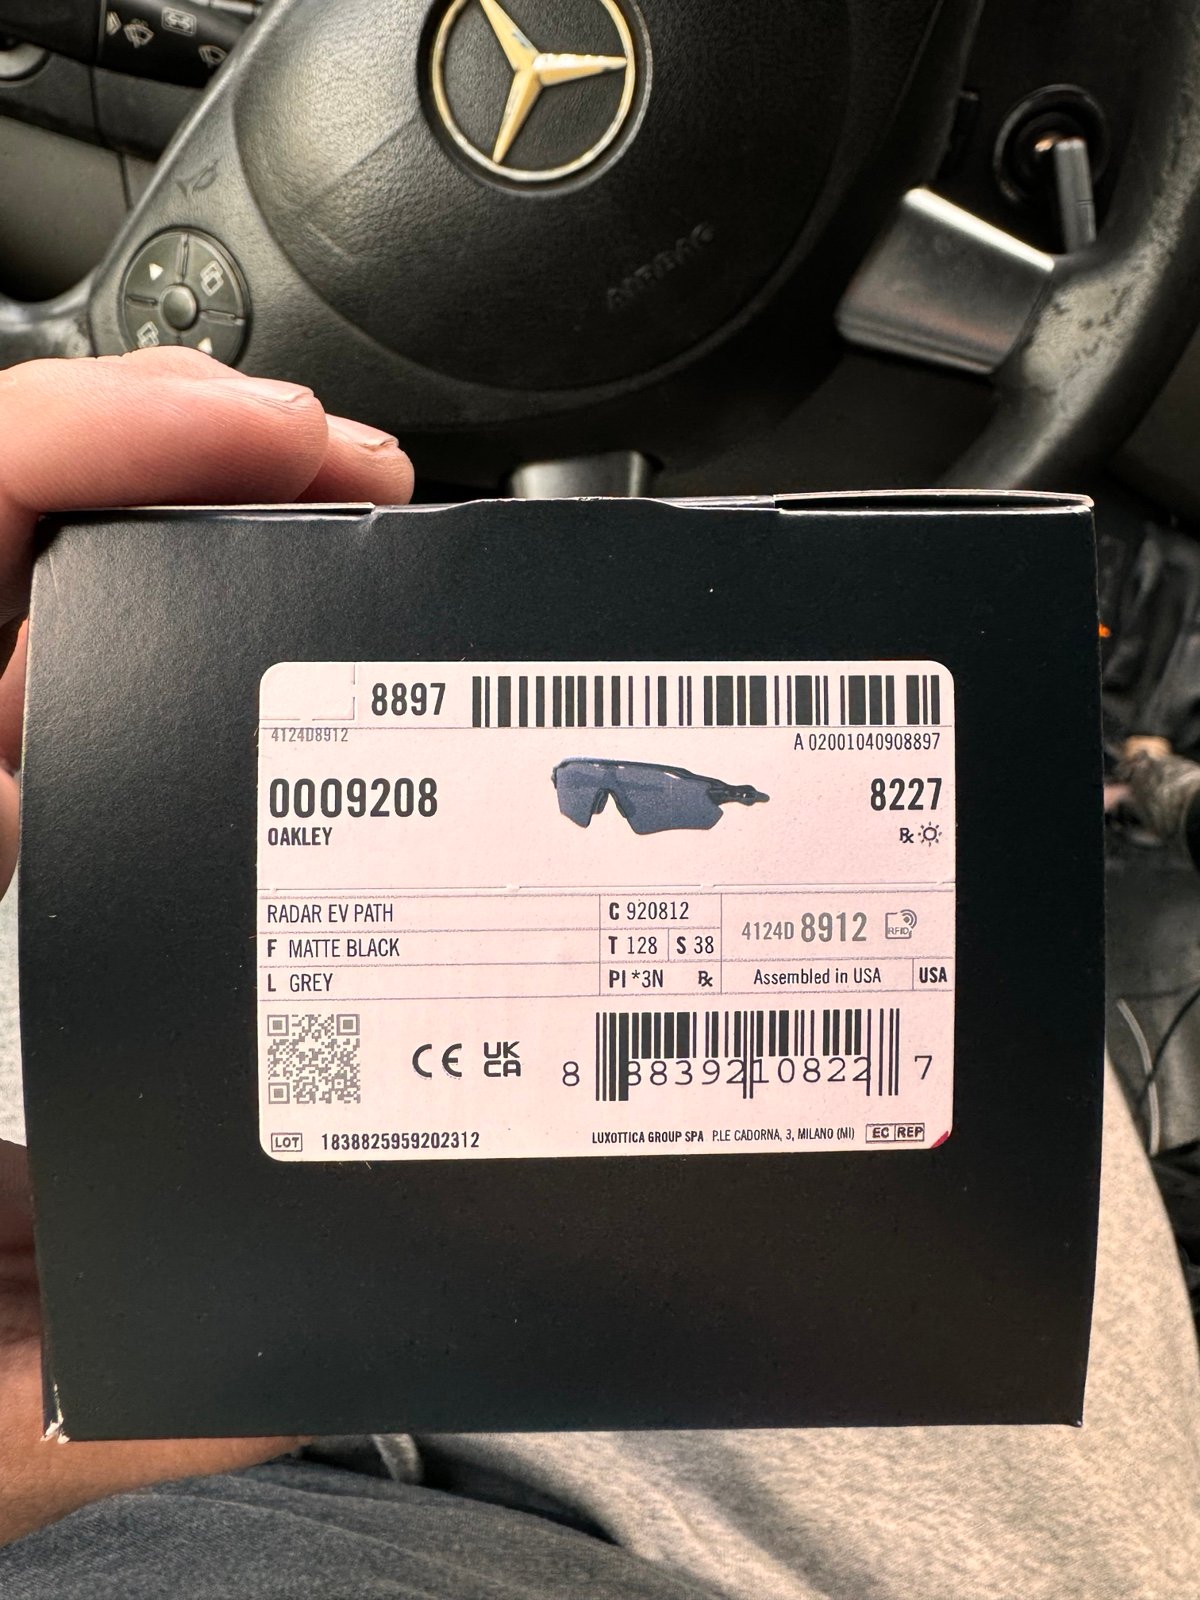 AIRBAG
8897
4124D8912
A 02001040908897
0009208
8227
OAKLEY
Rx
RADAR EV PATH
C 920812
4124D 8912
RFID
F MATTE BLACK
T 128
S 38
L GREY
PI *3N
Rx
Assembled in USA
USA
CE
UK
CA
8 88392 10822 7
LOT
1838825959202312
LUXOTTICA GROUP SPA P.LE CADORNA, 3, MILANO (MI)
EC REP